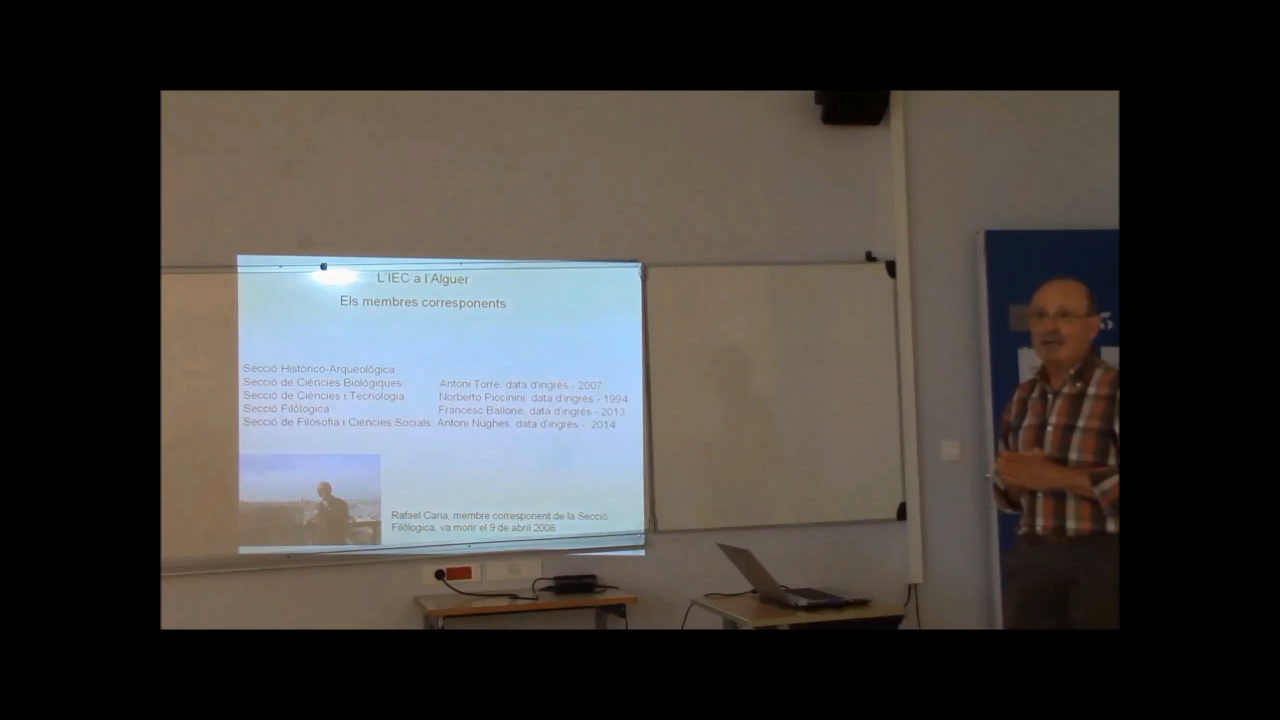 L'IEC a l'Alguer
Els membres corresponents
Secció Històrico-Arqueològica
Secció de Ciències Biològiques Antoni Torre, data d'ingrés - 2007
Secció de Ciències i Tecnologia Norberto Piccinini, data d'ingrés - 1994
Secció Filòlogica Francesc Ballone, data d'ingrés - 2013
Secció de Filosofia i Ciències Socials Antoni Nughes, data d'ingrés - 2014
Rafael Caria, membre corresponent de la Secció
Filòlogica, va morir el 9 de abril 2008